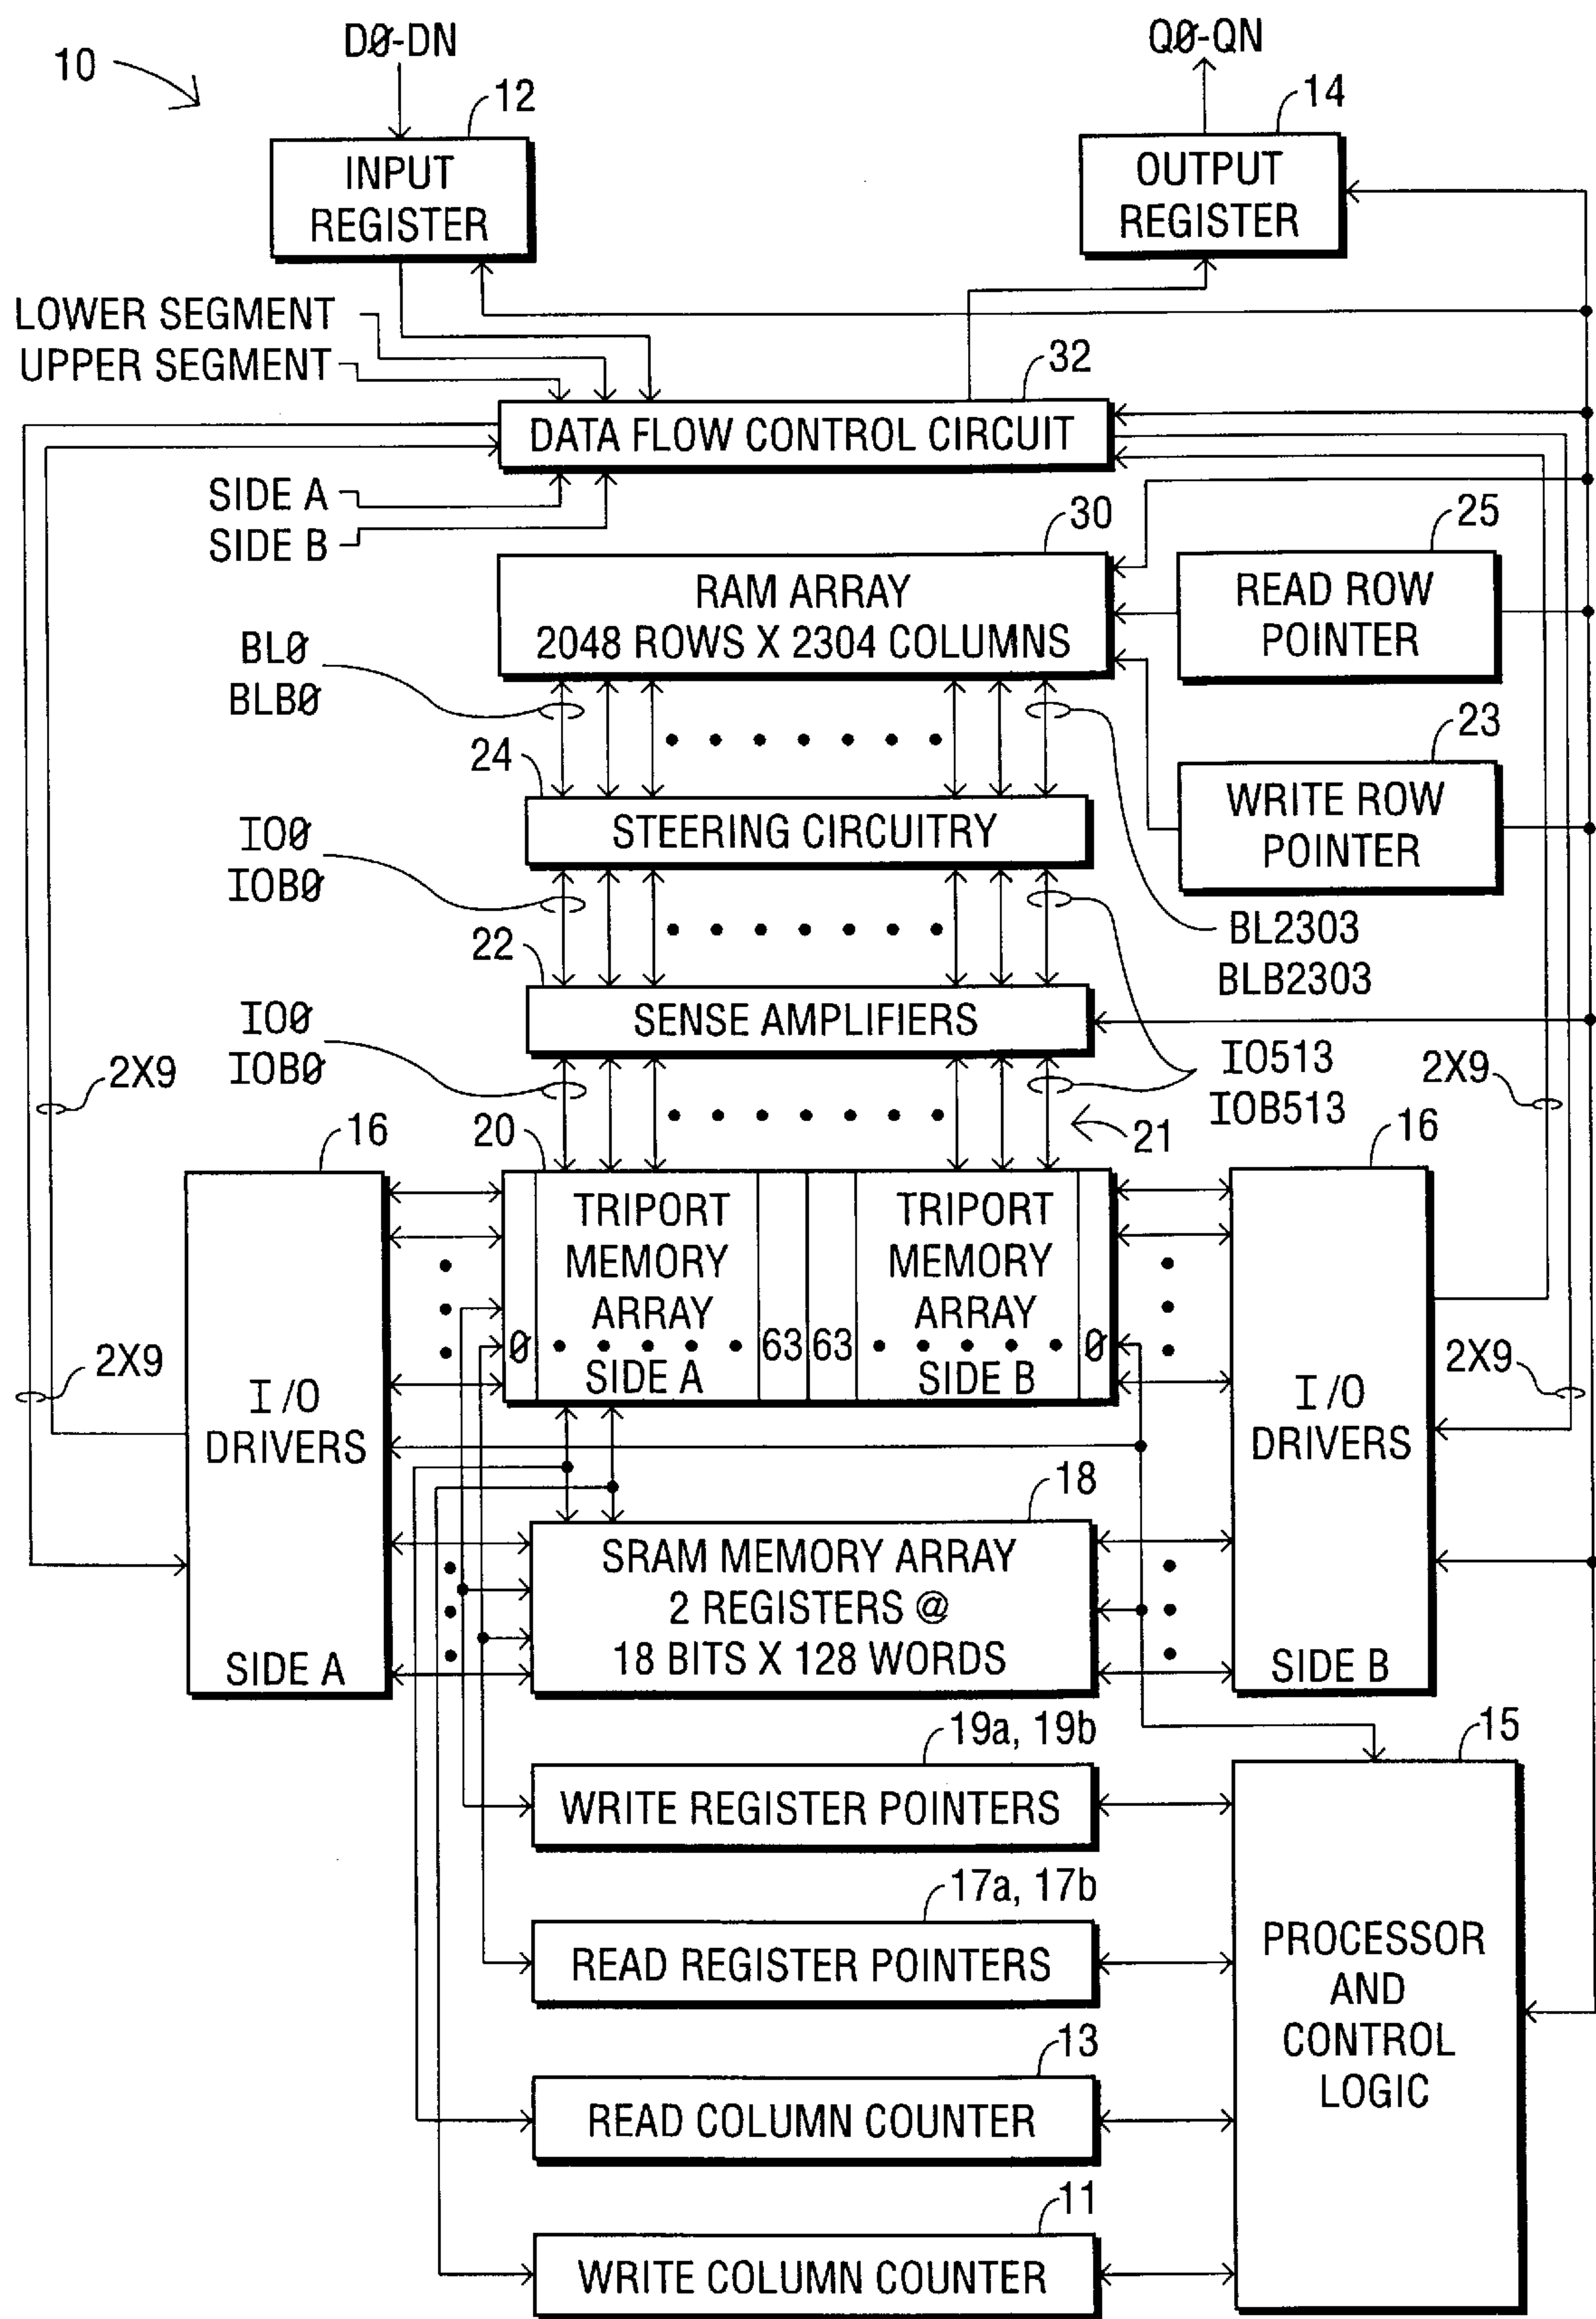 10
D0-DN
Q0-QN
12
14
INPUT
REGISTER
OUTPUT
REGISTER
LOWER SEGMENT
UPPER SEGMENT
32
DATA FLOW CONTROL CIRCUIT
SIDE A
SIDE B
30
25
RAM ARRAY
2048 ROWS X 2304 COLUMNS
READ ROW
POINTER
BL0
BLB0
24
23
STEERING CIRCUITRY
WRITE ROW
POINTER
IO0
IOB0
22
BL2303
BLB2303
SENSE AMPLIFIERS
IO0
IOB0
IO513
IOB513
2X9
2X9
16
20
21
16
TRIPORT
MEMORY
ARRAY
0 63
SIDE A
TRIPORT
MEMORY
ARRAY
63 0
SIDE B
2X9
2X9
I/O
DRIVERS
SIDE A
I/O
DRIVERS
SIDE B
18
SRAM MEMORY ARRAY
2 REGISTERS @
18 BITS X 128 WORDS
19a, 19b
15
WRITE REGISTER POINTERS
17a, 17b
READ REGISTER POINTERS
PROCESSOR
AND
CONTROL
LOGIC
13
READ COLUMN COUNTER
11
WRITE COLUMN COUNTER